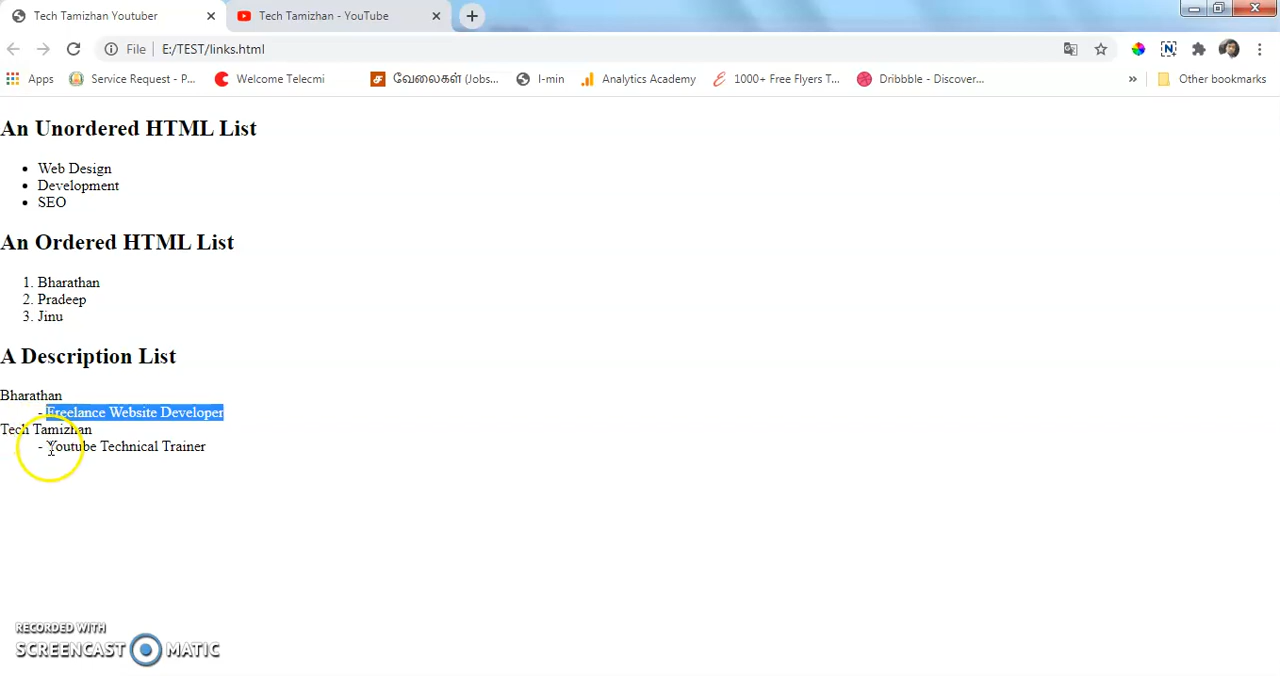 Tech Tamizhan Youtuber
Tech Tamizhan - YouTube
File E:/TEST/links.html
Apps Service Request - P... Welcome Telecmi வேலைகள் (Jobs... I-min Analytics Academy 1000+ Free Flyers T... Dribbble - Discover... » Other bookmarks
An Unordered HTML List
• Web Design
• Development
• SEO
An Ordered HTML List
1. Bharathan
2. Pradeep
3. Jinu
A Description List
Bharathan
- Freelance Website Developer
Tech Tamizhan
- Youtube Technical Trainer
RECORDED WITH
SCREENCAST MATIC